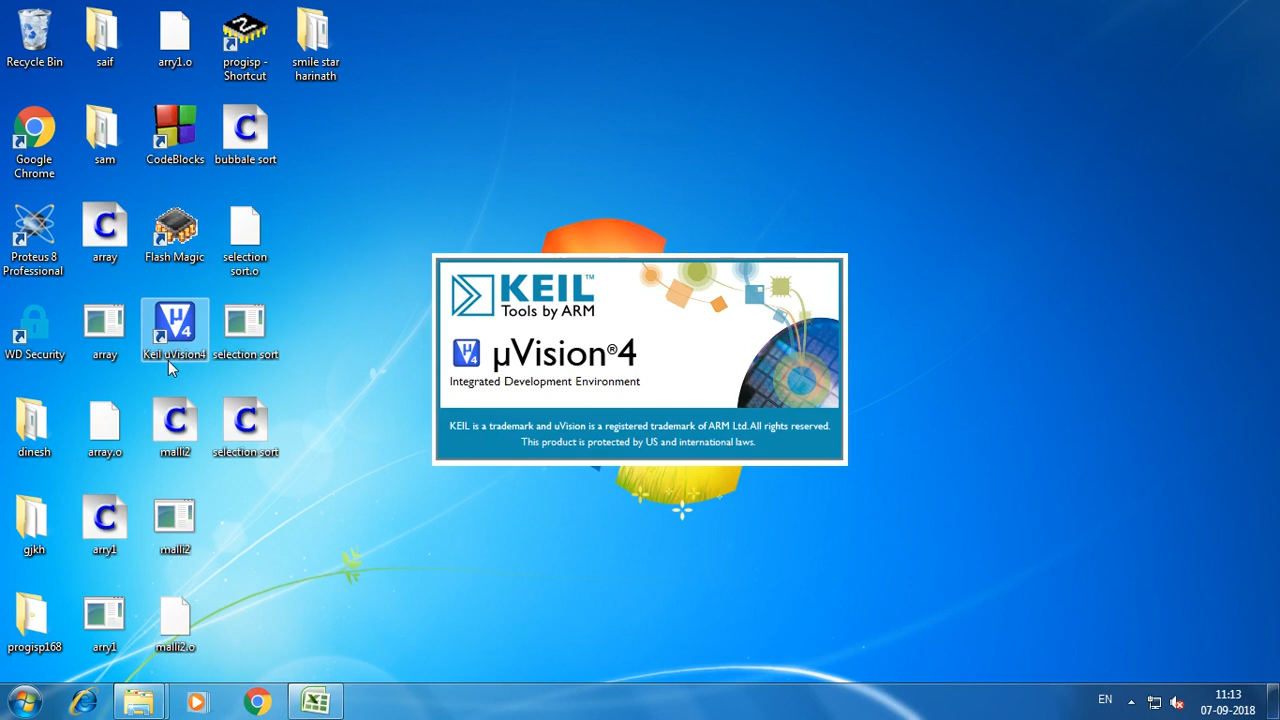 Recycle Bin
saif
arry1.o
progisp -
Shortcut
smile star
harinath
Google
Chrome
sam
CodeBlocks
C
bubbale sort
Proteus 8
Professional
C
array
Flash Magic
selection
sort.o
WD Security
array
µ
4
Keil uVision4
selection sort
dinesh
array.o
C
malli2
C
selection sort
gjkh
C
arry1
malli2
progisp168
arry1
malli2.o
KEIL™
Tools by ARM
µ
4
µVision®4
Integrated Development Environment
KEIL is a trademark and uVision is a registered trademark of ARM Ltd. All rights reserved.
This product is protected by US and international laws.
EN
11:13
07-09-2018